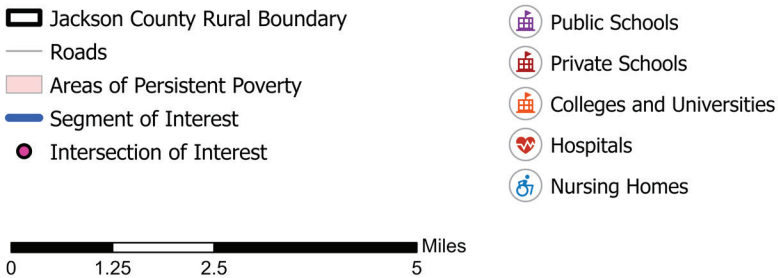 Jackson County Rural Boundary
Roads
Areas of Persistent Poverty
Segment of Interest
Intersection of Interest
Public Schools
Private Schools
Colleges and Universities
Hospitals
Nursing Homes
Miles
0 1.25 2.5 5